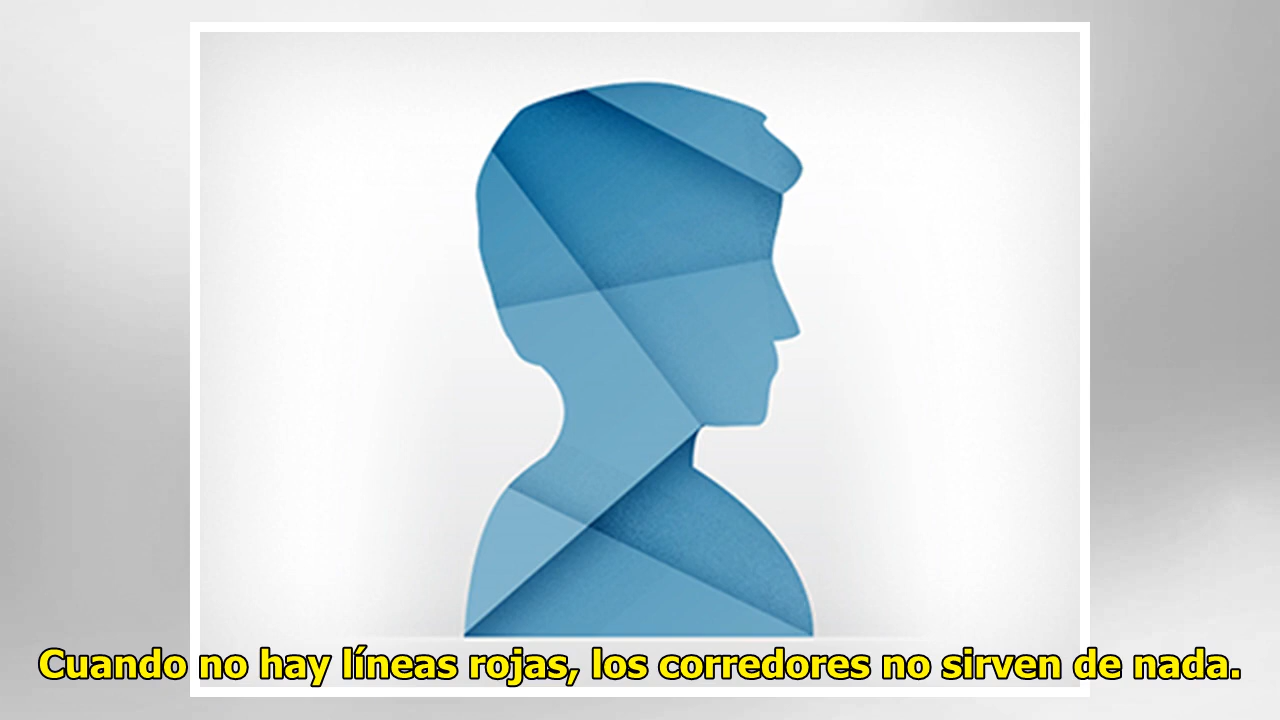 Cuando no hay líneas rojas, los corredores no sirven de nada.